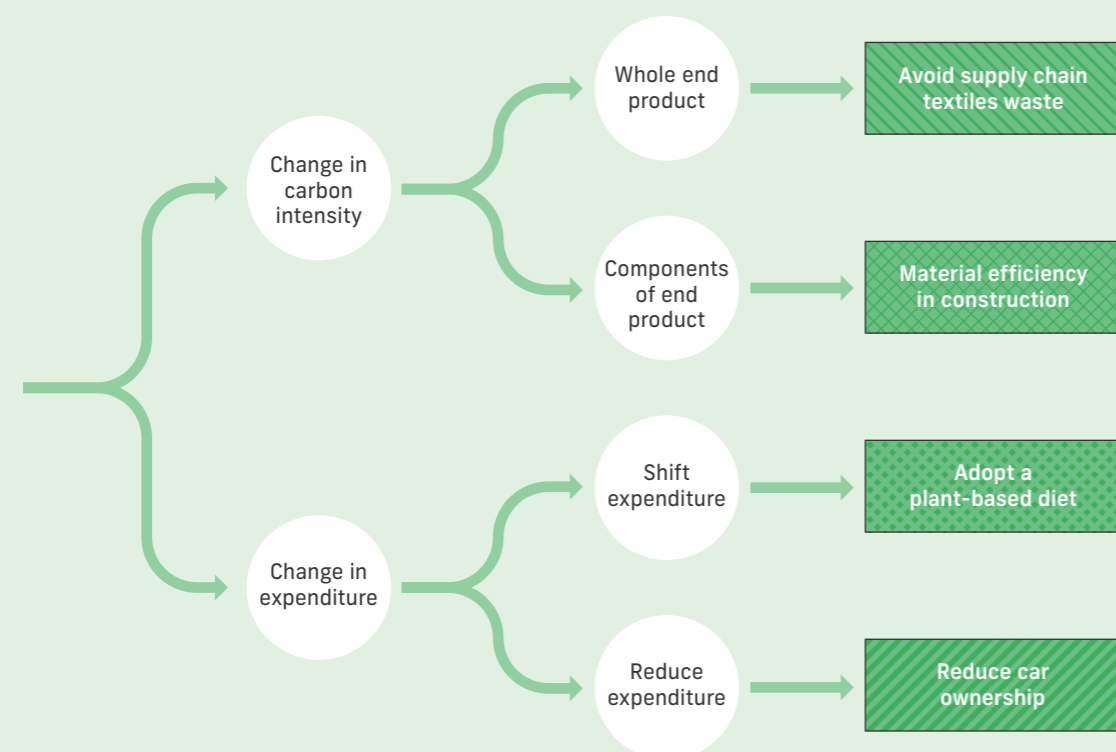 Whole end
product
Avoid supply chain
textiles waste
Change in
carbon
intensity
Components
of end
product
Material efficiency
in construction
Shift
expenditure
Adopt a
plant-based diet
Change in
expenditure
Reduce
expenditure
Reduce car
ownership